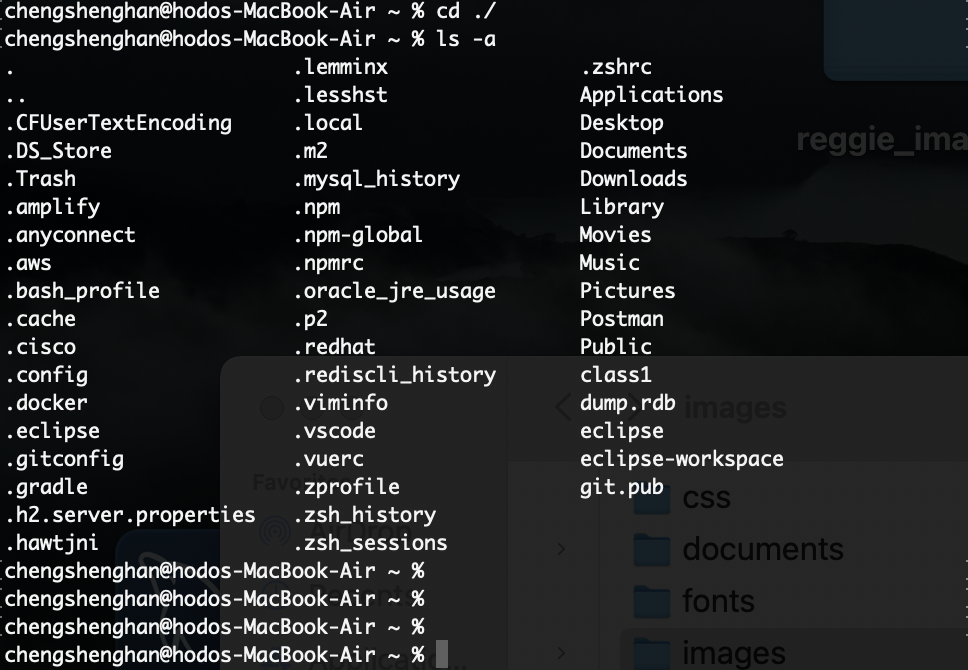 chengshenghan@hodos-MacBook-Air ~ % cd ./
chengshenghan@hodos-MacBook-Air ~ % ls -a
. .lemminx .zshrc
.. .lesshst Applications
.CFUserTextEncoding .local Desktop
.DS_Store .m2 Documents
.Trash .mysql_history Downloads
.amplify .npm Library
.anyconnect .npm-global Movies
.aws .npmrc Music
.bash_profile .oracle_jre_usage Pictures
.cache .p2 Postman
.cisco .redhat Public
.config .rediscli_history class1
.docker .viminfo dump.rdb
.eclipse .vscode eclipse
.gitconfig .vuerc eclipse-workspace
.gradle .zprofile git.pub
.h2.server.properties .zsh_history
.hawtjni .zsh_sessions
chengshenghan@hodos-MacBook-Air ~ %
chengshenghan@hodos-MacBook-Air ~ %
chengshenghan@hodos-MacBook-Air ~ %
chengshenghan@hodos-MacBook-Air ~ %
reggie_ima
images
css
documents
fonts
images